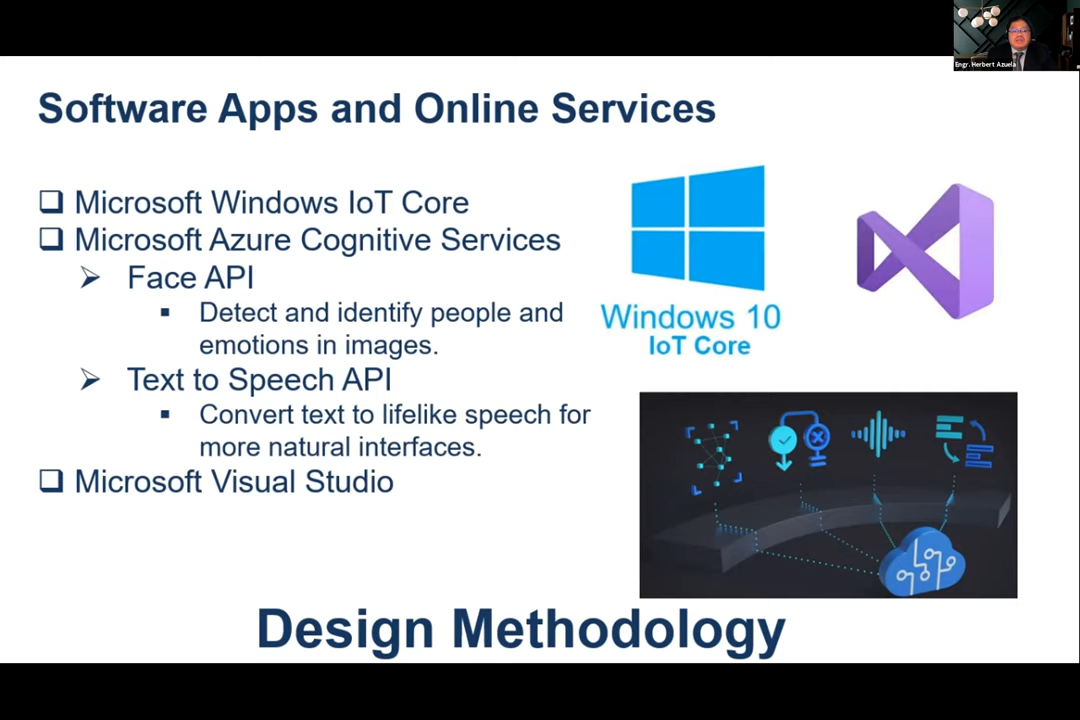 Engr. Herbert Azuela
Software Apps and Online Services
Microsoft Windows IoT Core
Microsoft Azure Cognitive Services
Face API
Detect and identify people and
emotions in images.
Text to Speech API
Convert text to lifelike speech for
more natural interfaces.
Microsoft Visual Studio
Windows 10
IoT Core
Design Methodology